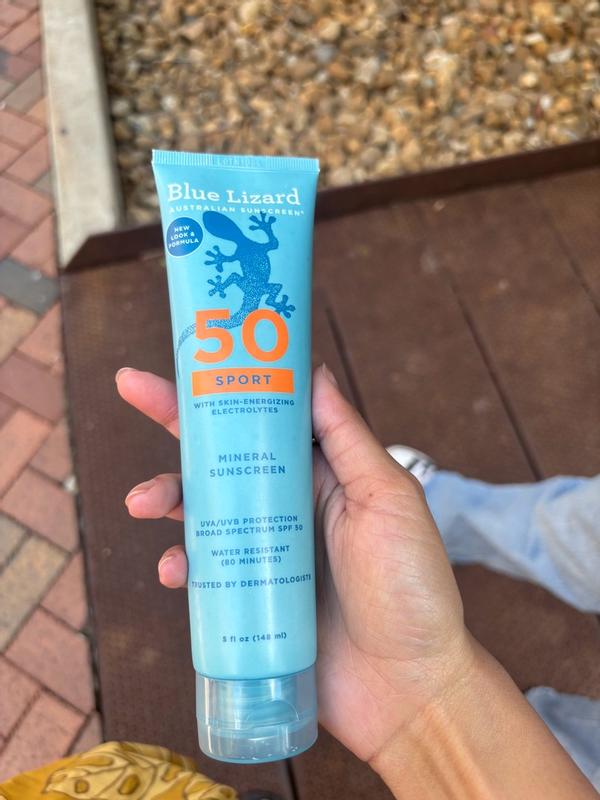 Blue Lizard
AUSTRALIAN SUNSCREEN®
NEW
LOOK &
FORMULA
50
SPORT
WITH SKIN-ENERGIZING
ELECTROLYTES
MINERAL
SUNSCREEN
UVA/UVB PROTECTION
BROAD SPECTRUM SPF 50
WATER RESISTANT
(80 MINUTES)
TRUSTED BY DERMATOLOGISTS
5 fl oz (148 ml)